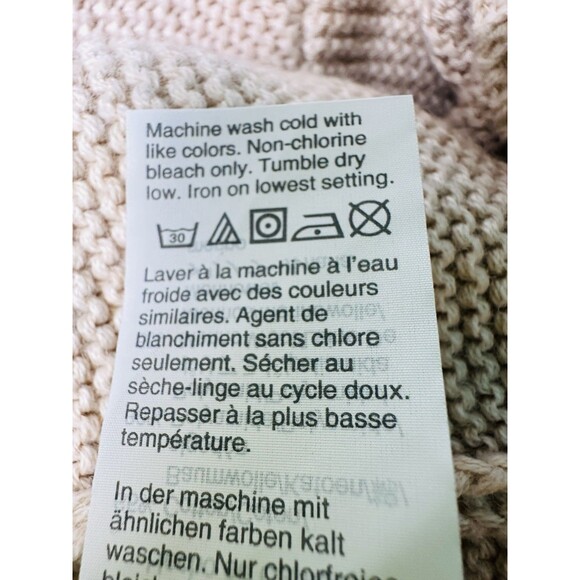 Machine wash cold with
like colors. Non-chlorine
bleach only. Tumble dry
low. Iron on lowest setting.
30
Laver à la machine à l'eau
froide avec des couleurs
similaires. Agent de
blanchiment sans chlore
seulement. Sécher au
sèche-linge au cycle doux.
Repasser à la plus basse
température.
In der maschine mit
ähnlichen farben kalt
waschen. Nur chlorfreies